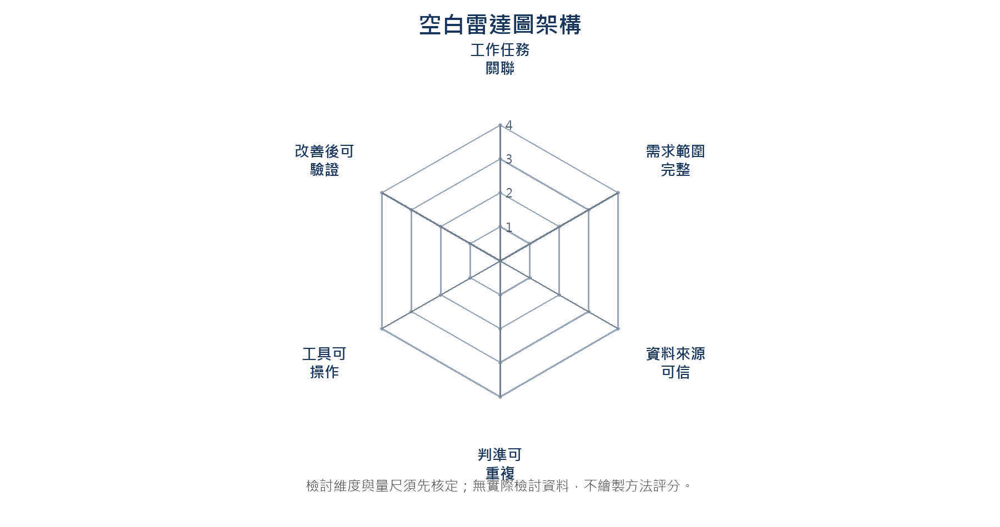 空白雷達圖架構
工作任務
關聯
改善後可
驗證
需求範圍
完整
4
3
2
1
工具可
操作
資料來源
可信
判準可
重複
檢討維度與量尺須先核定；無實際檢討資料，不繪製方法評分。